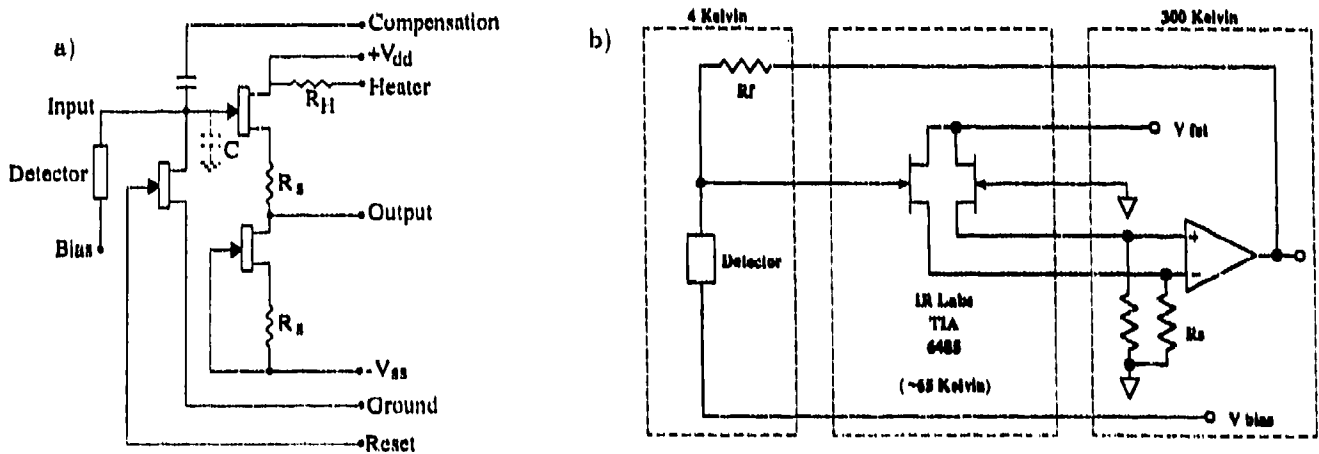 a)
Compensation
+Vdd
Heater
RH
Input
C
Detector
Rs
Output
Bias
Rs
-Vss
Ground
Reset
b)
4 Kelvin
300 Kelvin
Rf
V fet
Detector
+
-
IR Labs
TIA
6485
(~65 Kelvin)
Rs
V bias